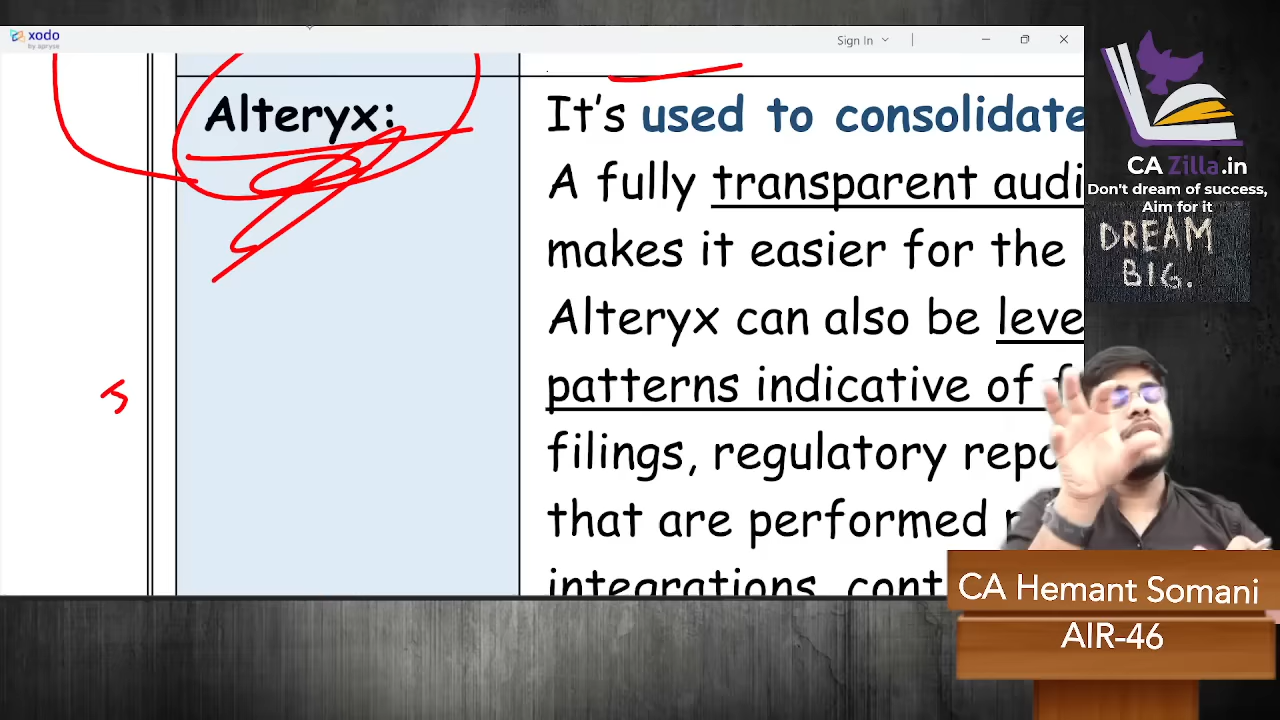 xodo
by apryse
Sign In
Alteryx:
It's used to consolidate
A fully transparent audi
makes it easier for the
Alteryx can also be leve
patterns indicative of f
filings, regulatory repo
that are performed
integrations, cont
CA Zilla.in
Don't dream of success,
Aim for it
DREAM
BIG.
CA Hemant Somani
AIR-46